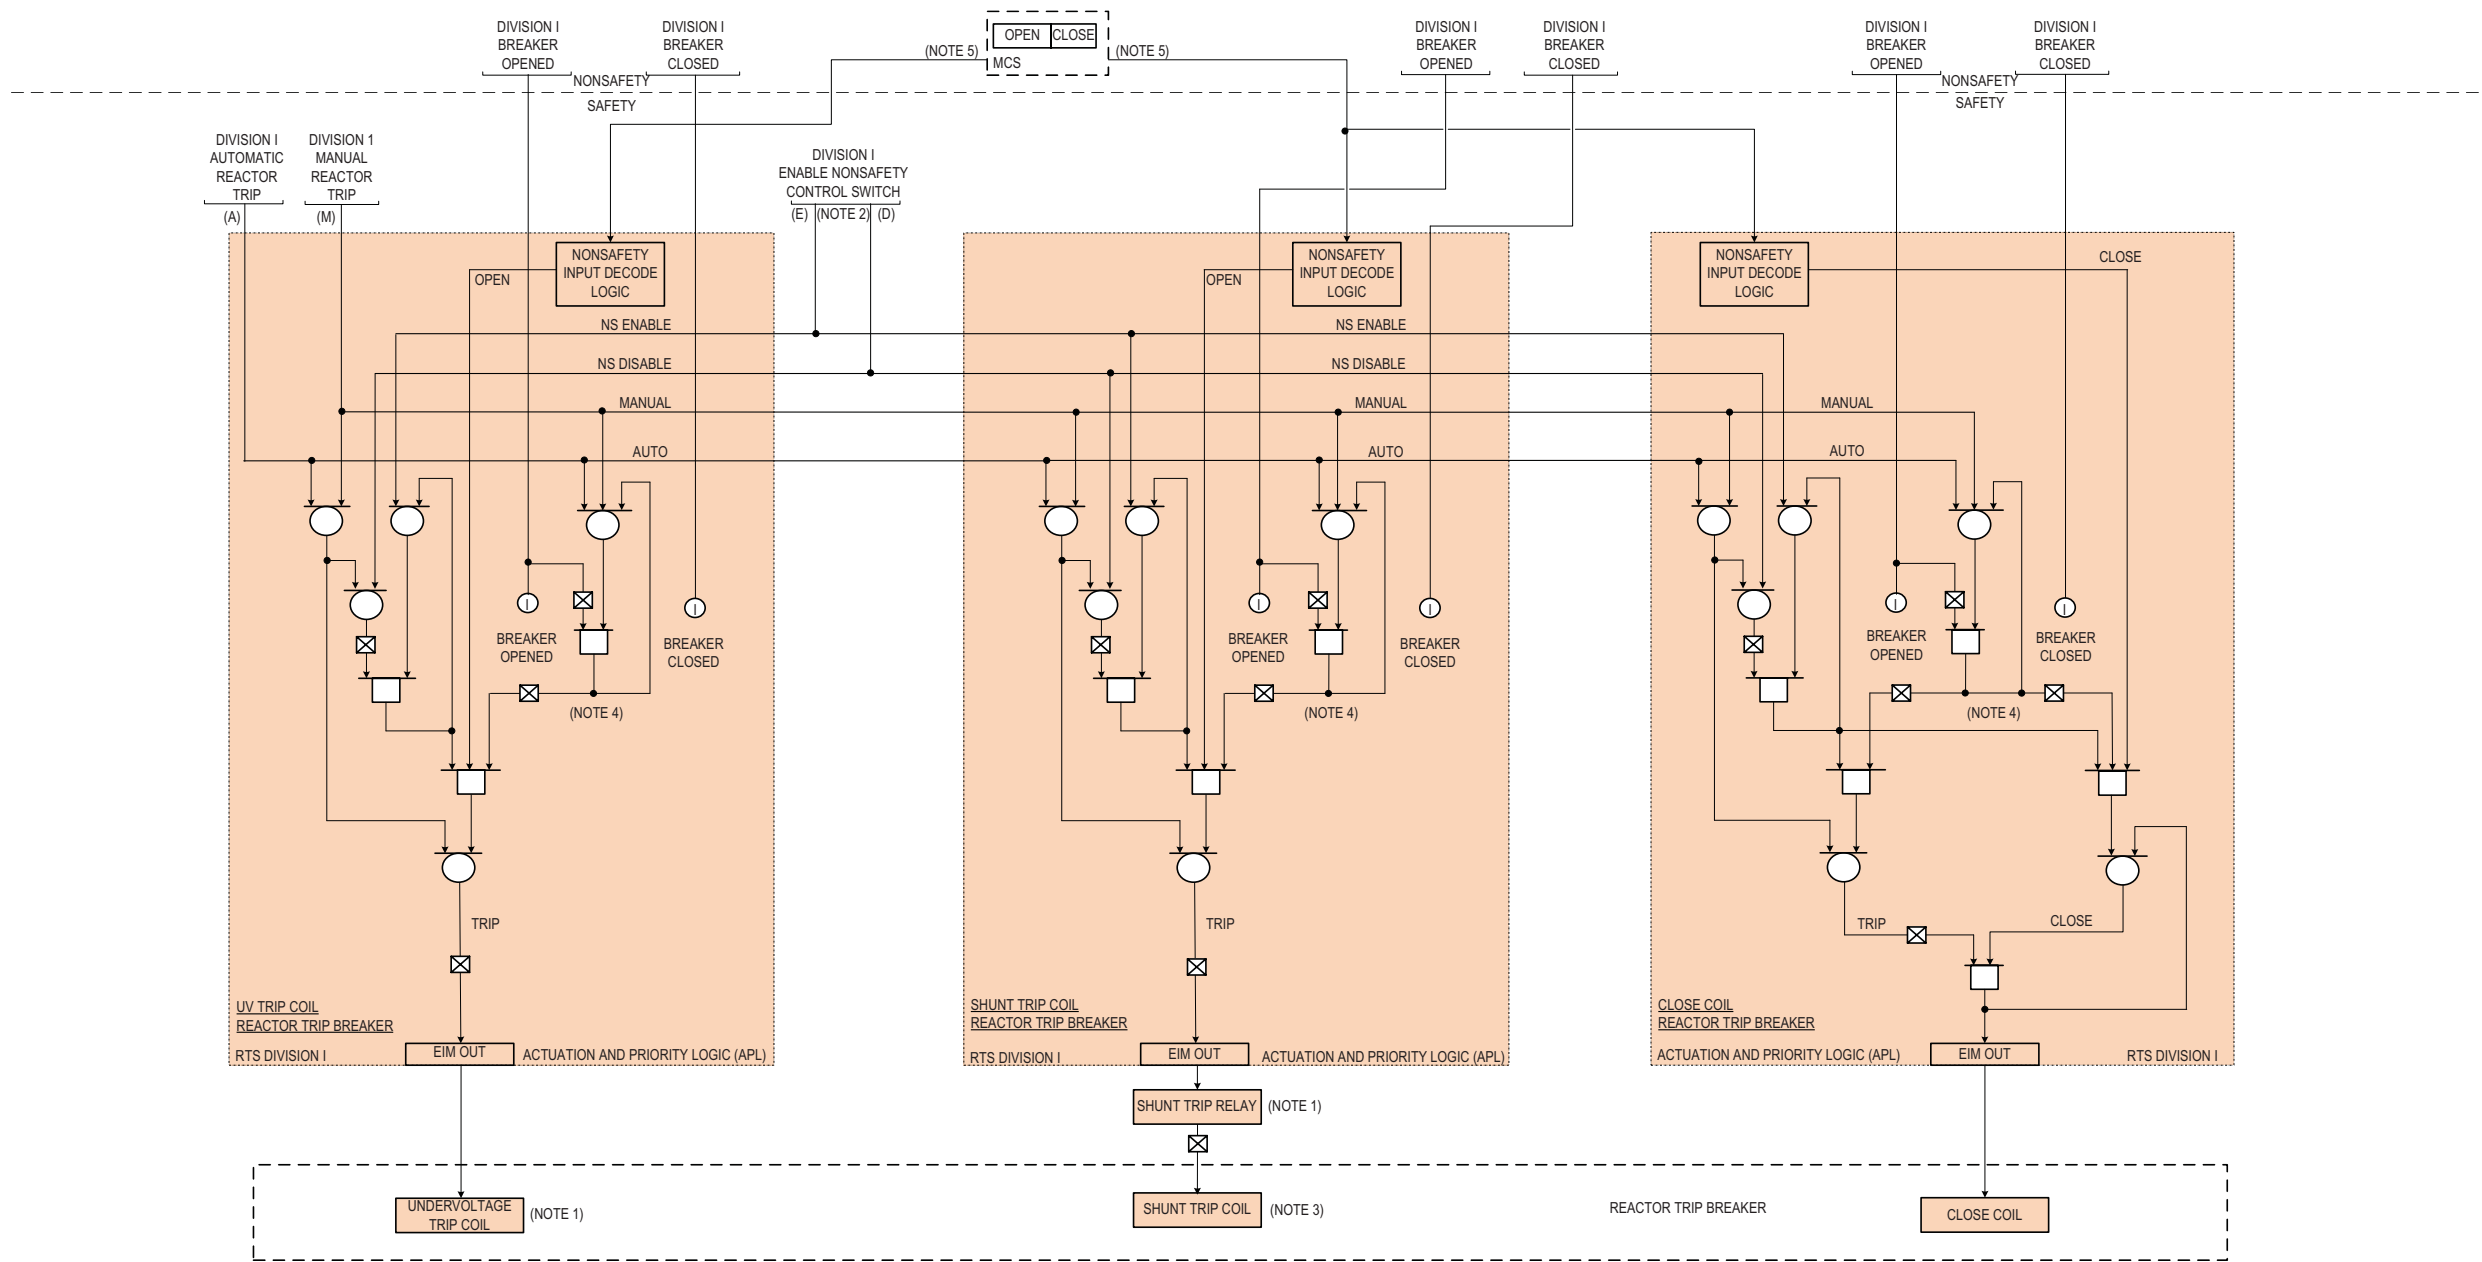 DIVISION I
BREAKER
OPENED
DIVISION I
BREAKER
CLOSED
(NOTE 5)
OPEN
CLOSE
MCS
(NOTE 5)
DIVISION I
BREAKER
OPENED
DIVISION I
BREAKER
CLOSED
DIVISION I
BREAKER
OPENED
DIVISION I
BREAKER
CLOSED
NONSAFETY
SAFETY
NONSAFETY
SAFETY
DIVISION I
AUTOMATIC
REACTOR
TRIP
(A)
DIVISION 1
MANUAL
REACTOR
TRIP
(M)
DIVISION I
ENABLE NONSAFETY
CONTROL SWITCH
(E)
(NOTE 2)
(D)
NONSAFETY
INPUT DECODE
LOGIC
OPEN
NS ENABLE
NS DISABLE
MANUAL
AUTO
I
BREAKER
OPENED
I
BREAKER
CLOSED
(NOTE 4)
TRIP
UV TRIP COIL
REACTOR TRIP BREAKER
RTS DIVISION I
EIM OUT
ACTUATION AND PRIORITY LOGIC (APL)
NONSAFETY
INPUT DECODE
LOGIC
OPEN
NS ENABLE
NS DISABLE
MANUAL
AUTO
I
BREAKER
OPENED
I
BREAKER
CLOSED
(NOTE 4)
TRIP
SHUNT TRIP COIL
REACTOR TRIP BREAKER
RTS DIVISION I
EIM OUT
ACTUATION AND PRIORITY LOGIC (APL)
NONSAFETY
INPUT DECODE
LOGIC
CLOSE
MANUAL
AUTO
I
BREAKER
OPENED
I
BREAKER
CLOSED
(NOTE 4)
TRIP
CLOSE
CLOSE COIL
REACTOR TRIP BREAKER
ACTUATION AND PRIORITY LOGIC (APL)
EIM OUT
RTS DIVISION I
SHUNT TRIP RELAY
(NOTE 1)
UNDERVOLTAGE
TRIP COIL
(NOTE 1)
SHUNT TRIP COIL
(NOTE 3)
REACTOR TRIP BREAKER
CLOSE COIL